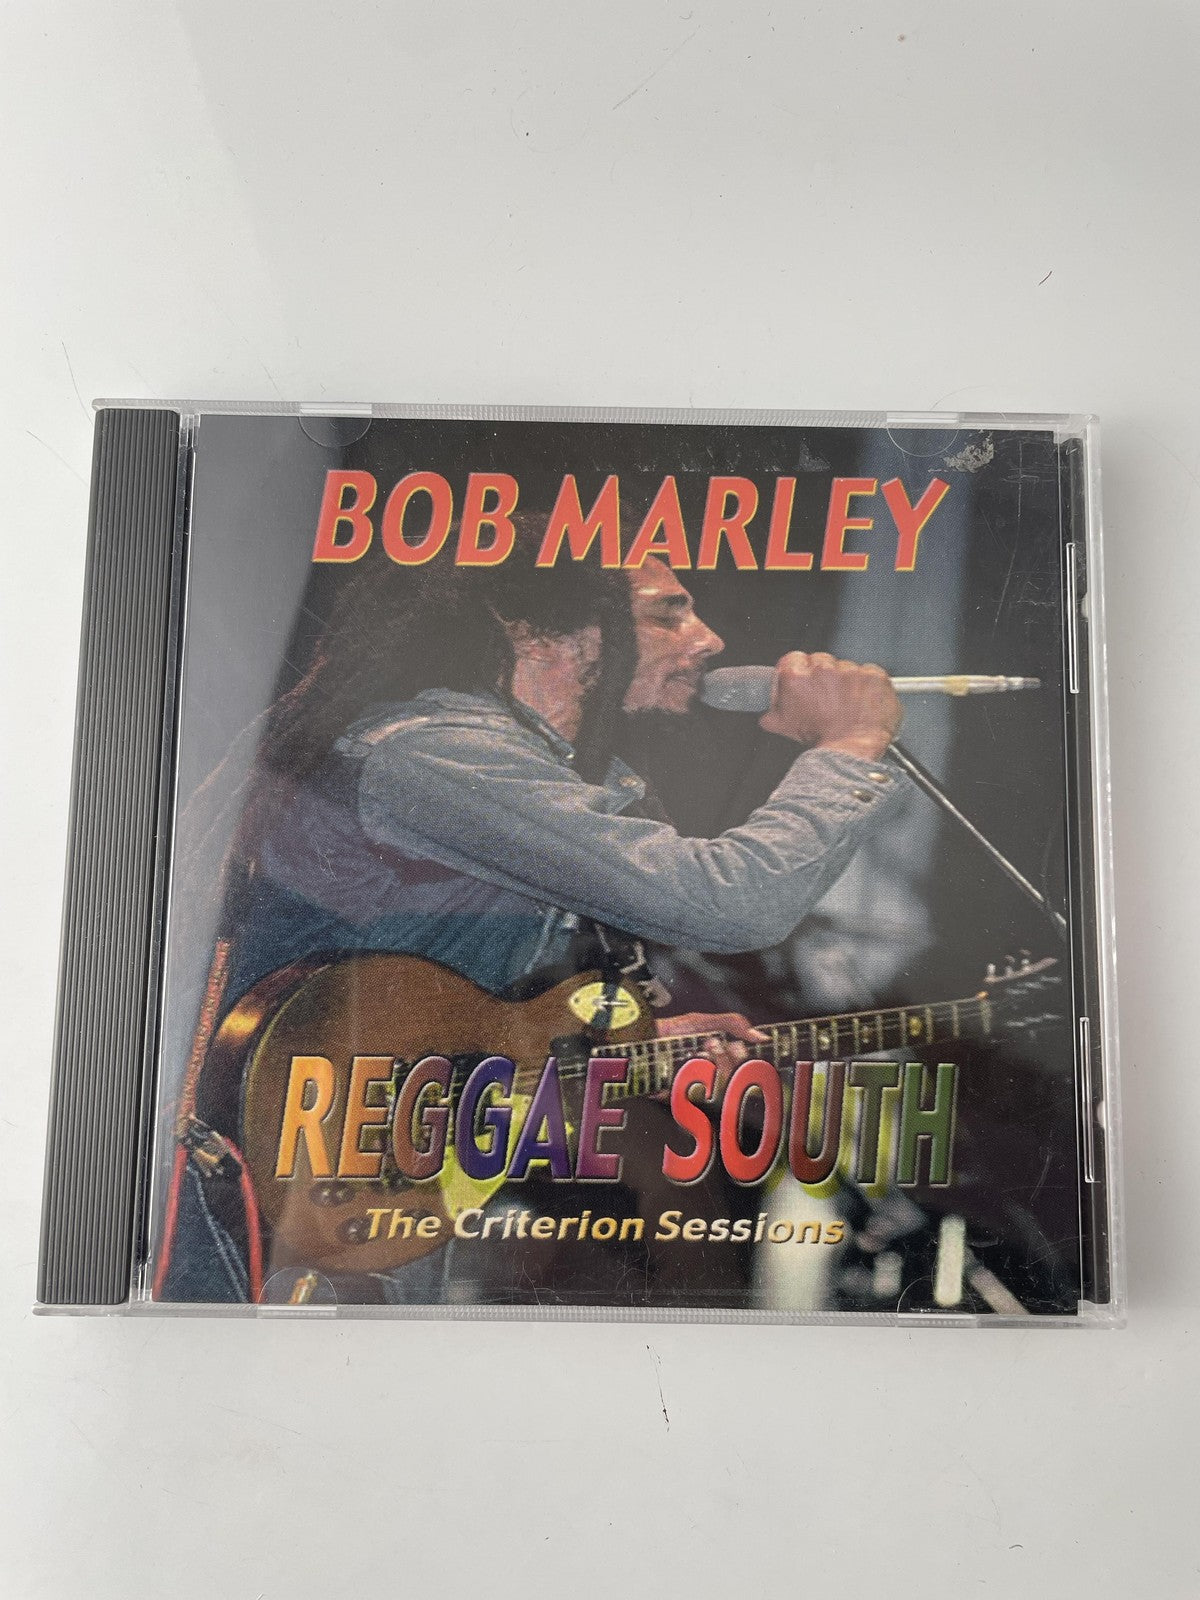 BOB MARLEY
REGGAE SOUTH
The Criterion Sessions